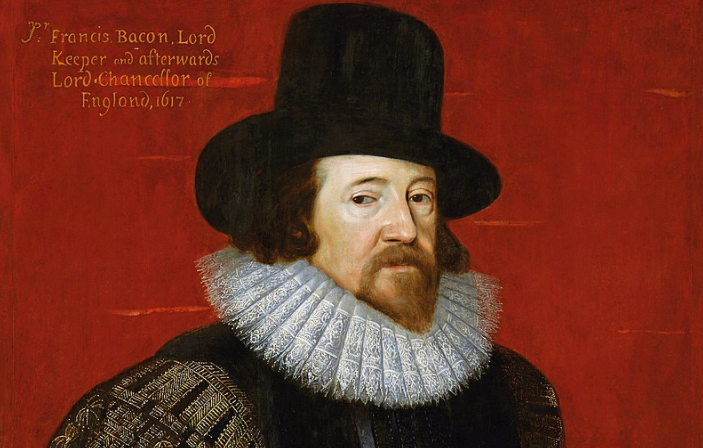 Sr Francis Bacon, Lord
Keeper and afterwards
Lord Chancellor of
England, 1617